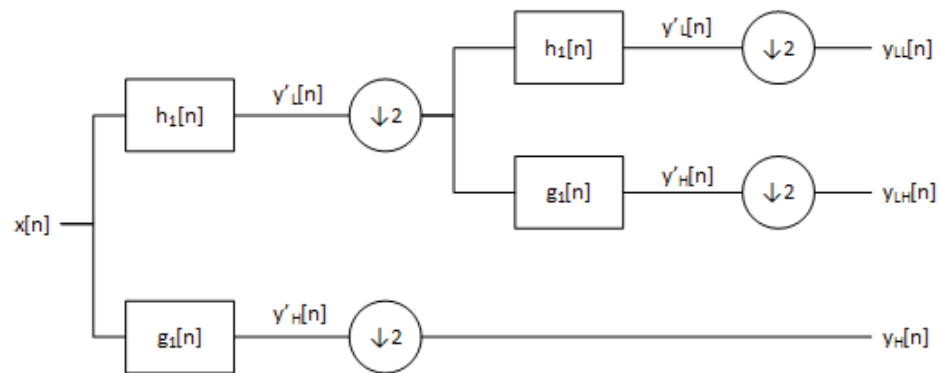 h₁[n] y'L[n] ↓2 yLL[n]
h₁[n] y'L[n] ↓2
g₁[n] y'H[n] ↓2 yLH[n]
x[n]
g₁[n] y'H[n] ↓2 yH[n]